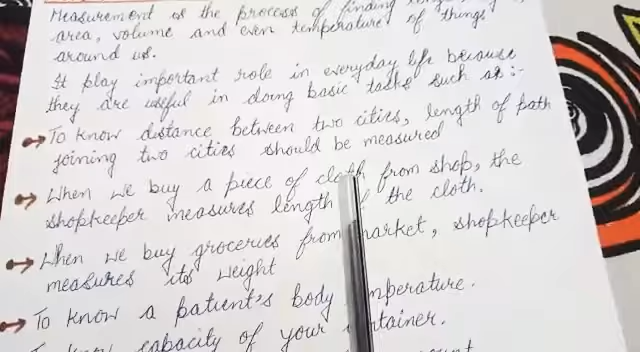 Measurement is the process of finding
area, volume and even temperature of things
around us.
It play important role in everyday life because
they are useful in doing basic tasks such as:-
To know distance between two cities, length of path
joining two cities should be measured
When we buy a piece of cloth from shop, the
shopkeeper measures length the cloth.
When we buy groceries from market, shopkeeper
measures its weight
To know a patient's body mperature.
capacity of your ntainer.